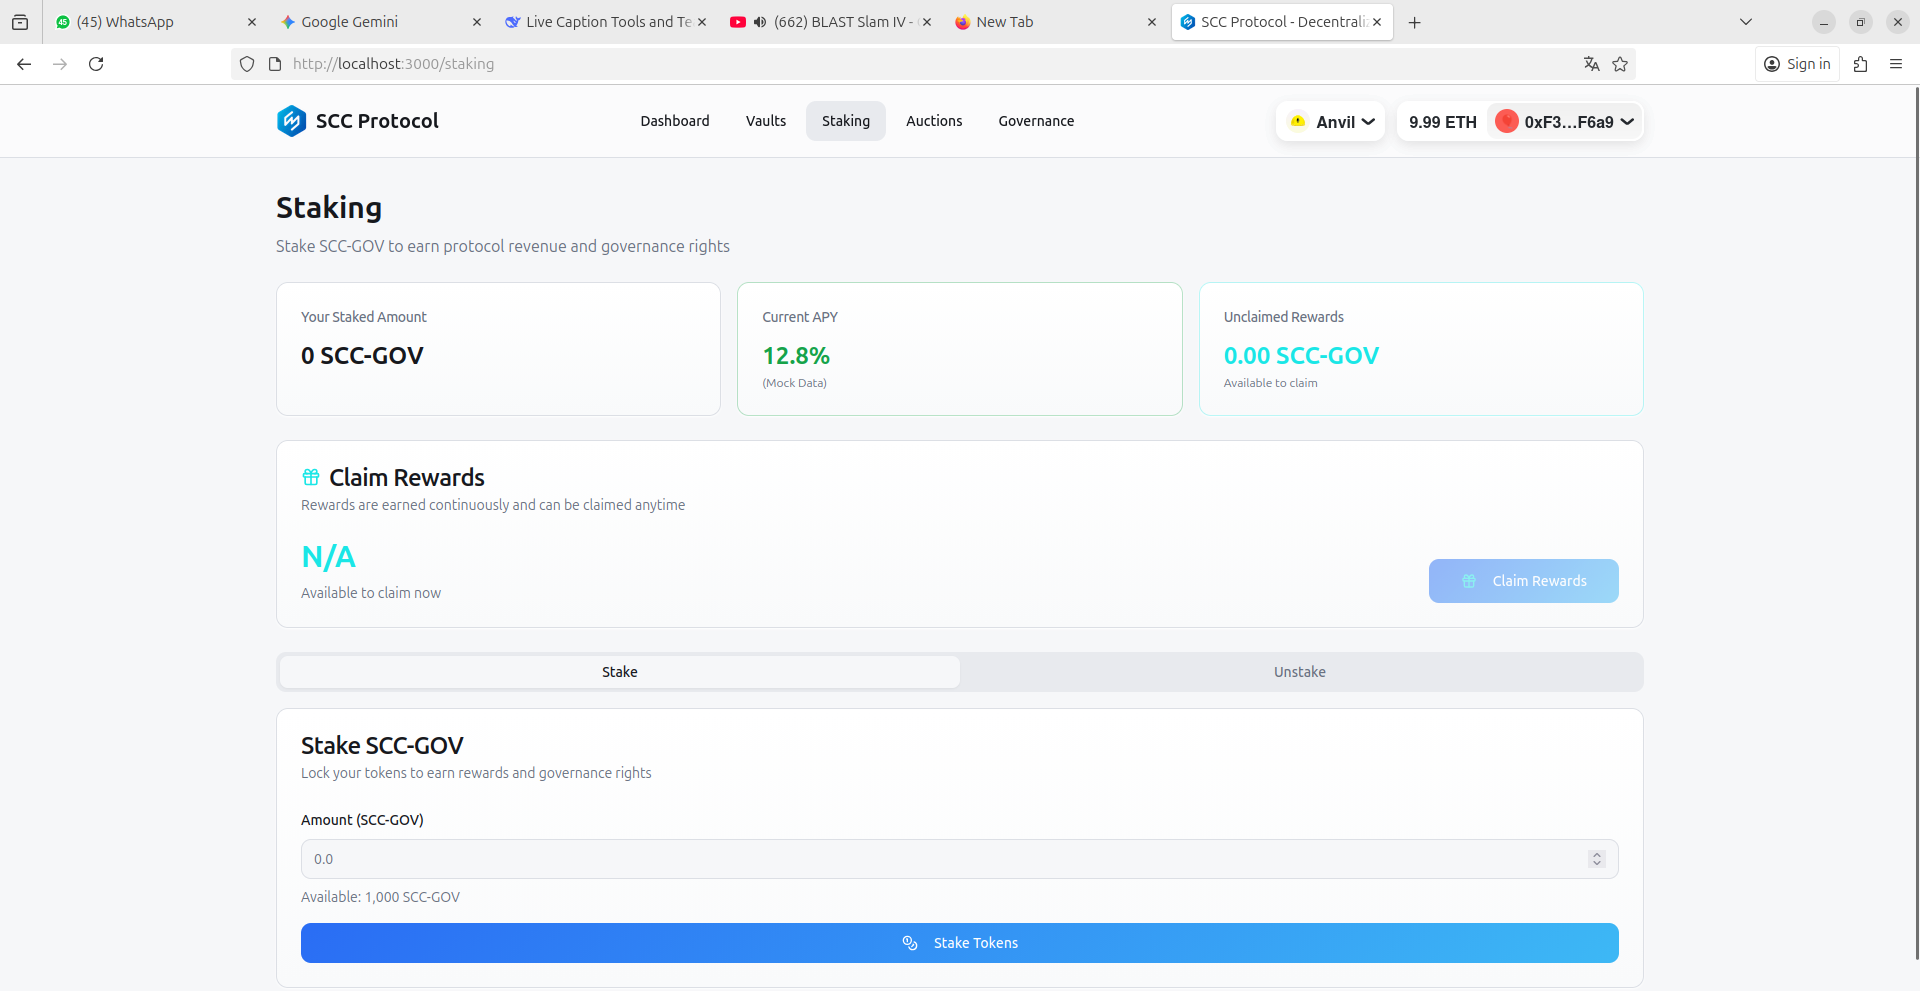 45
(45) WhatsApp
Google Gemini
Live Caption Tools and Te
(662) BLAST Slam IV -
New Tab
SCC Protocol - Decentrali
http://localhost:3000/staking
Sign in
SCC Protocol
Dashboard
Vaults
Staking
Auctions
Governance
Anvil
9.99 ETH
0xF3...F6a9
Staking
Stake SCC-GOV to earn protocol revenue and governance rights
Your Staked Amount
0 SCC-GOV
Current APY
12.8%
(Mock Data)
Unclaimed Rewards
0.00 SCC-GOV
Available to claim
Claim Rewards
Rewards are earned continuously and can be claimed anytime
N/A
Available to claim now
Claim Rewards
Stake
Unstake
Stake SCC-GOV
Lock your tokens to earn rewards and governance rights
Amount (SCC-GOV)
0.0
Available: 1,000 SCC-GOV
Stake Tokens